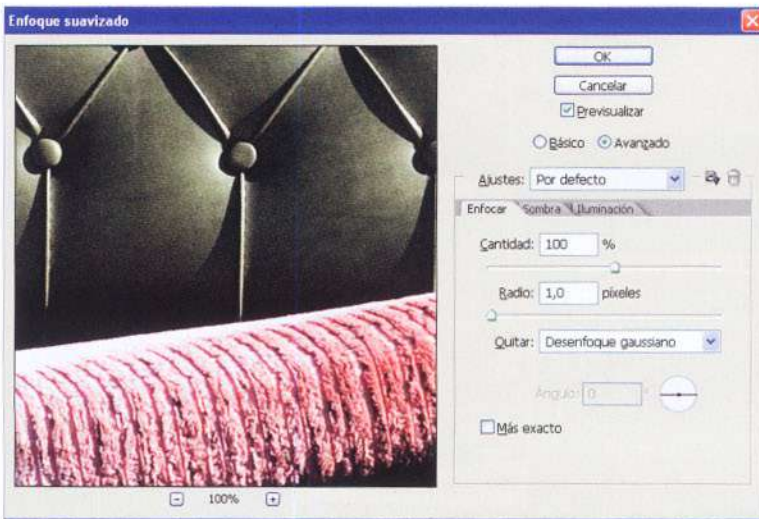 Enfoque suavizado
OK
Cancelar
Previsualizar
Básico Avanzado
Ajustes: Por defecto
Enfocar Sombra Iluminación
Cantidad: 100 %
Radio: 1,0 píxeles
Quitar: Desenfoque gaussiano
Ángulo: 0 °
Más exacto
100%